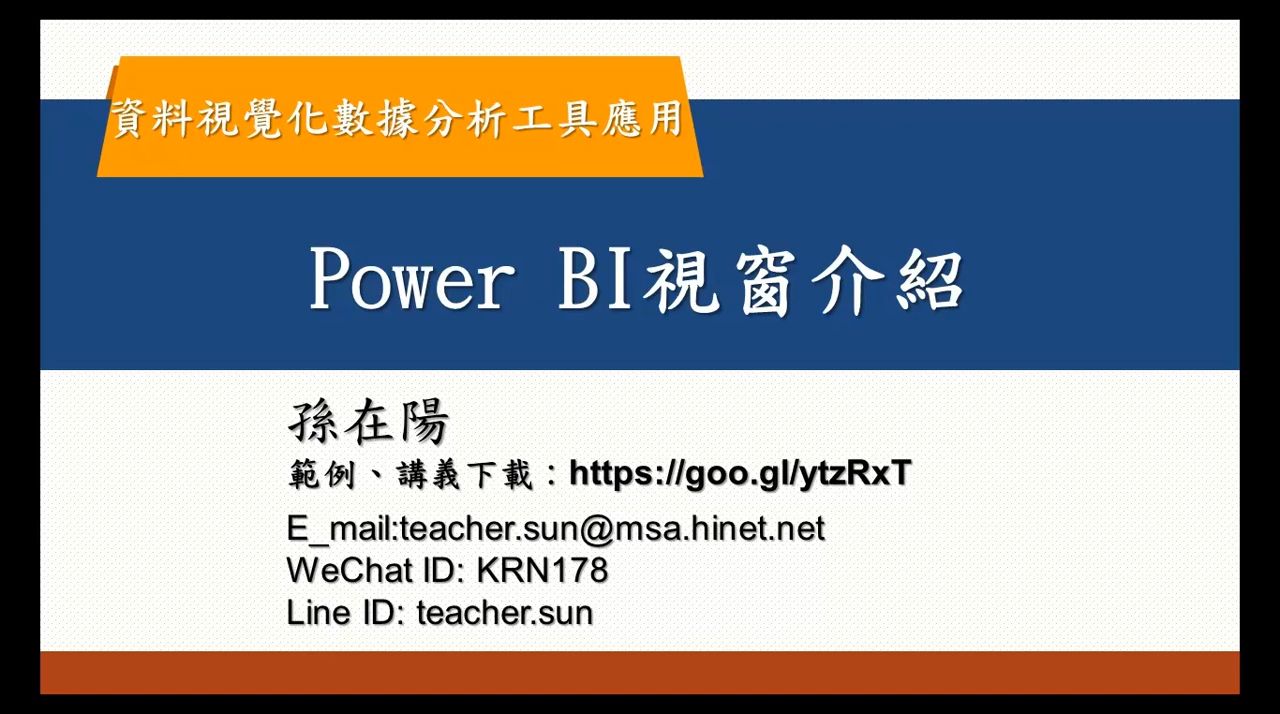 資料視覺化數據分析工具應用
Power BI視窗介紹
孫在陽
範例、講義下載：https://goo.gl/ytzRxT
E_mail:teacher.sun@msa.hinet.net
WeChat ID: KRN178
Line ID: teacher.sun